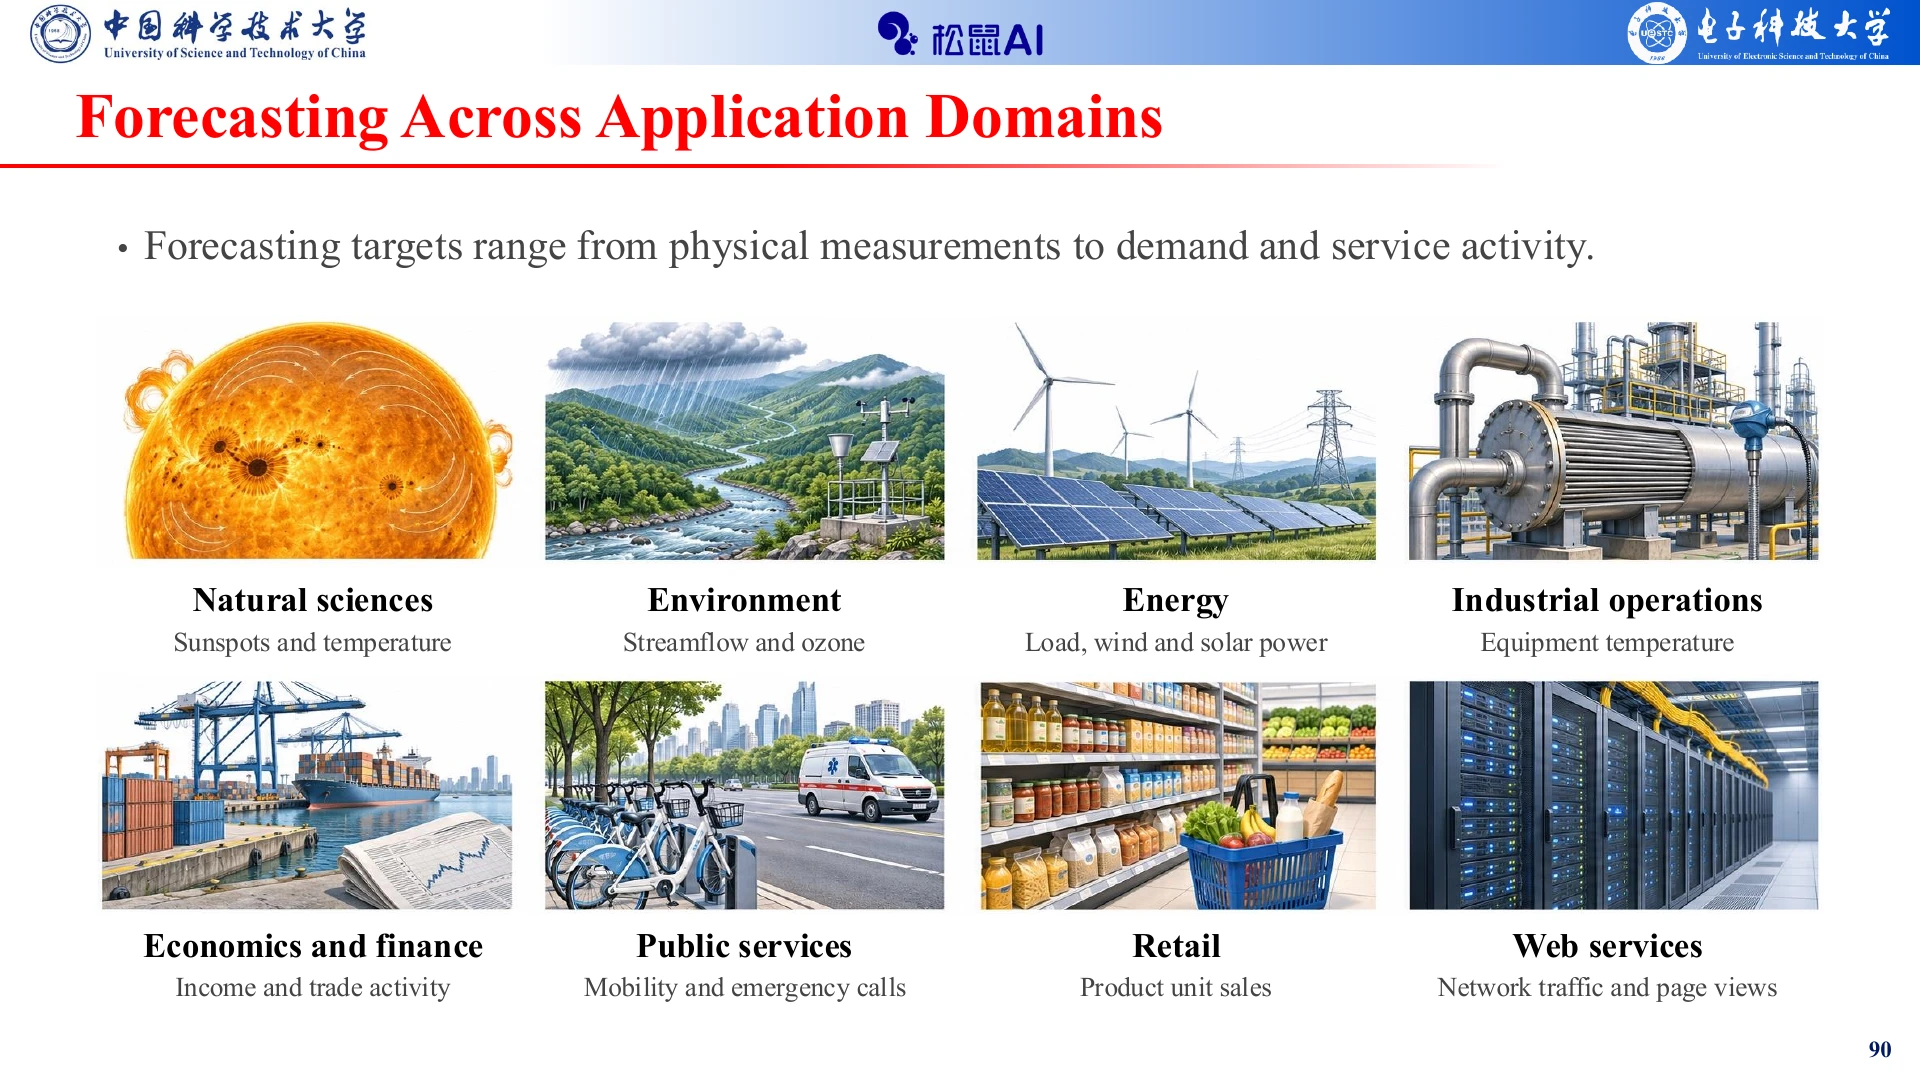 中国科学技术大学
University of Science and Technology of China
松鼠AI
电子科技大学
University of Electronic Science and Technology of China
Forecasting Across Application Domains
• Forecasting targets range from physical measurements to demand and service activity.
Natural sciences
Sunspots and temperature
Environment
Streamflow and ozone
Energy
Load, wind and solar power
Industrial operations
Equipment temperature
Economics and finance
Income and trade activity
Public services
Mobility and emergency calls
Retail
Product unit sales
Web services
Network traffic and page views
90